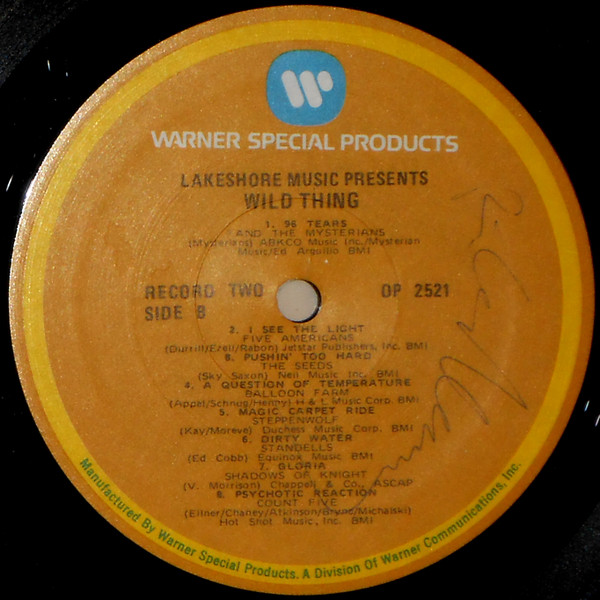 WARNER SPECIAL PRODUCTS
LAKESHORE MUSIC PRESENTS
WILD THING
1. 96 TEARS
AND THE MYSTERIANS
(Mysterians) ABKCO Music Inc./Mysterian
Music/Ed Arguilio BMI
RECORD TWO OP 2521
SIDE B
2. I SEE THE LIGHT
FIVE AMERICANS
(Durrill/Ezell/Rabon) Jetstar Publishers, Inc. BMI
3. PUSHIN' TOO HARD
THE SEEDS
(Sky Saxon) Neil Music Inc. BMI
4. A QUESTION OF TEMPERATURE
BALLOON FARM
(Appel/Schnug/Henny) H & L Music Corp. BMI
5. MAGIC CARPET RIDE
STEPPENWOLF
(Kay/Moreve) Duchess Music Corp. BMI
6. DIRTY WATER
STANDELLS
(Ed Cobb) Equinox Music BMI
7. GLORIA
SHADOWS OF KNIGHT
(V. Morrison) Chappell & Co., ASCAP
8. PSYCHOTIC REACTION
COUNT FIVE
(Ellner/Chaney/Atkinson/Byrne/Michalski)
Hot Shot Music, Inc. BMI
Manufactured By Warner Special Products. A Division Of Warner Communications, Inc.